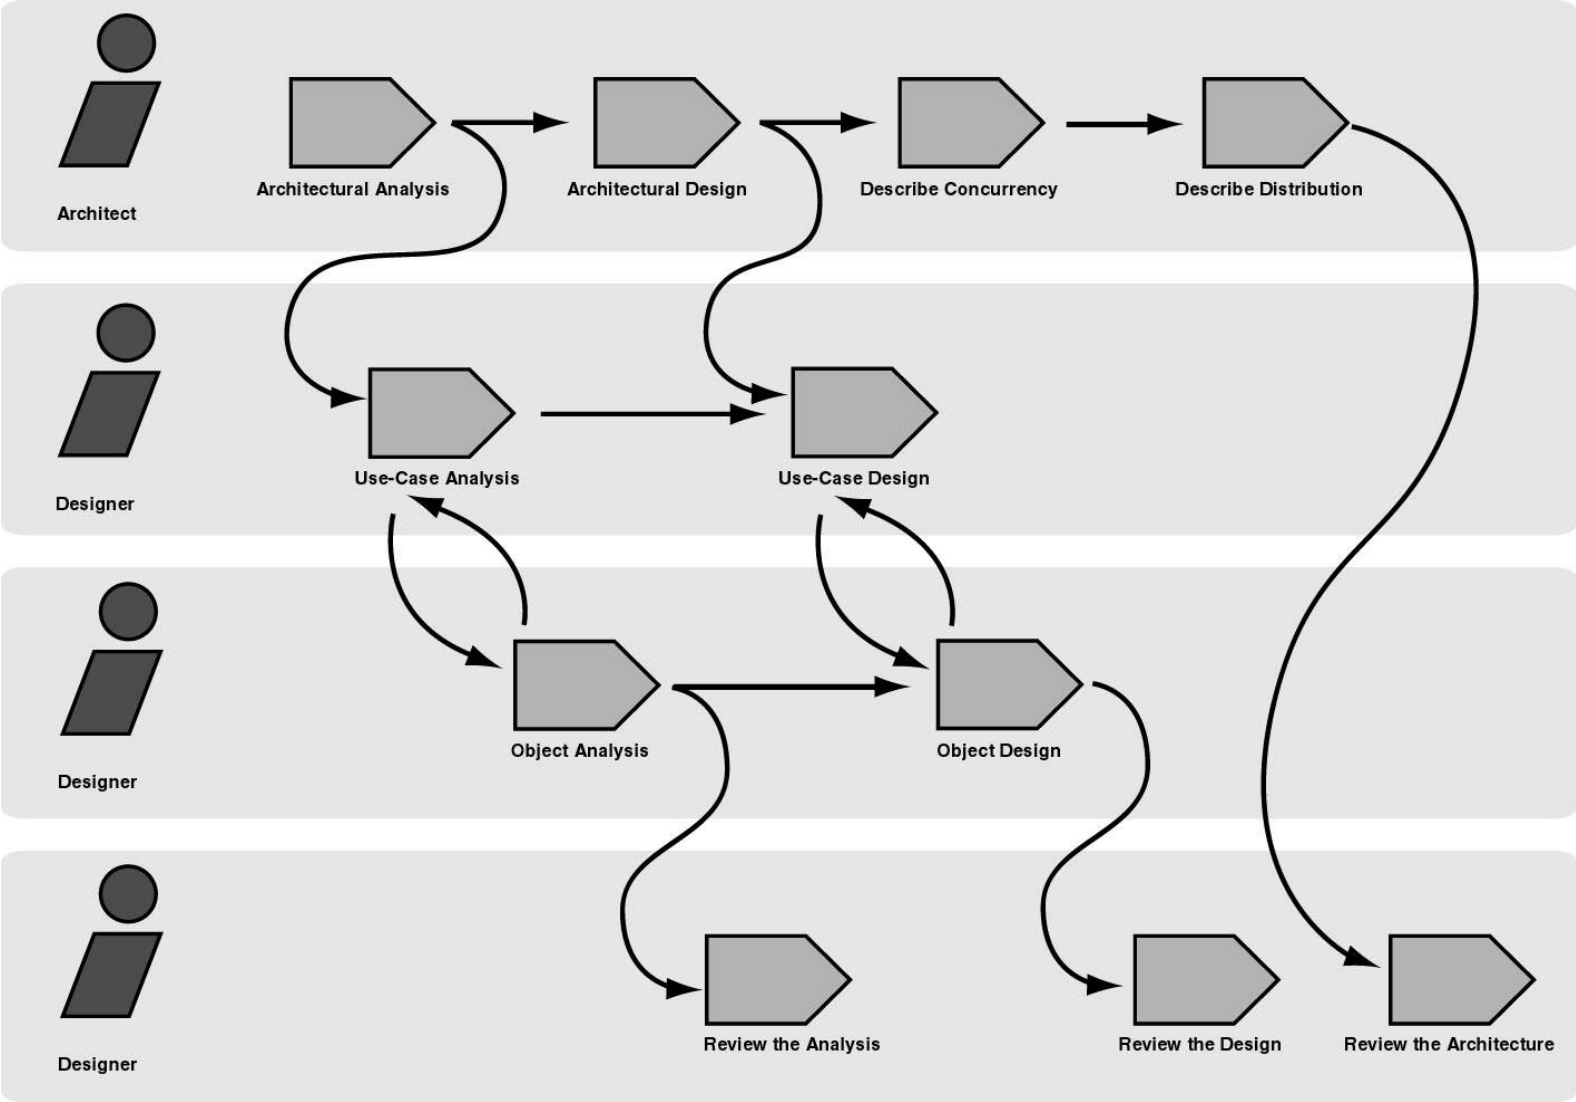 Architect
Architectural Analysis
Architectural Design
Describe Concurrency
Describe Distribution
Designer
Use-Case Analysis
Use-Case Design
Designer
Object Analysis
Object Design
Designer
Review the Analysis
Review the Design
Review the Architecture